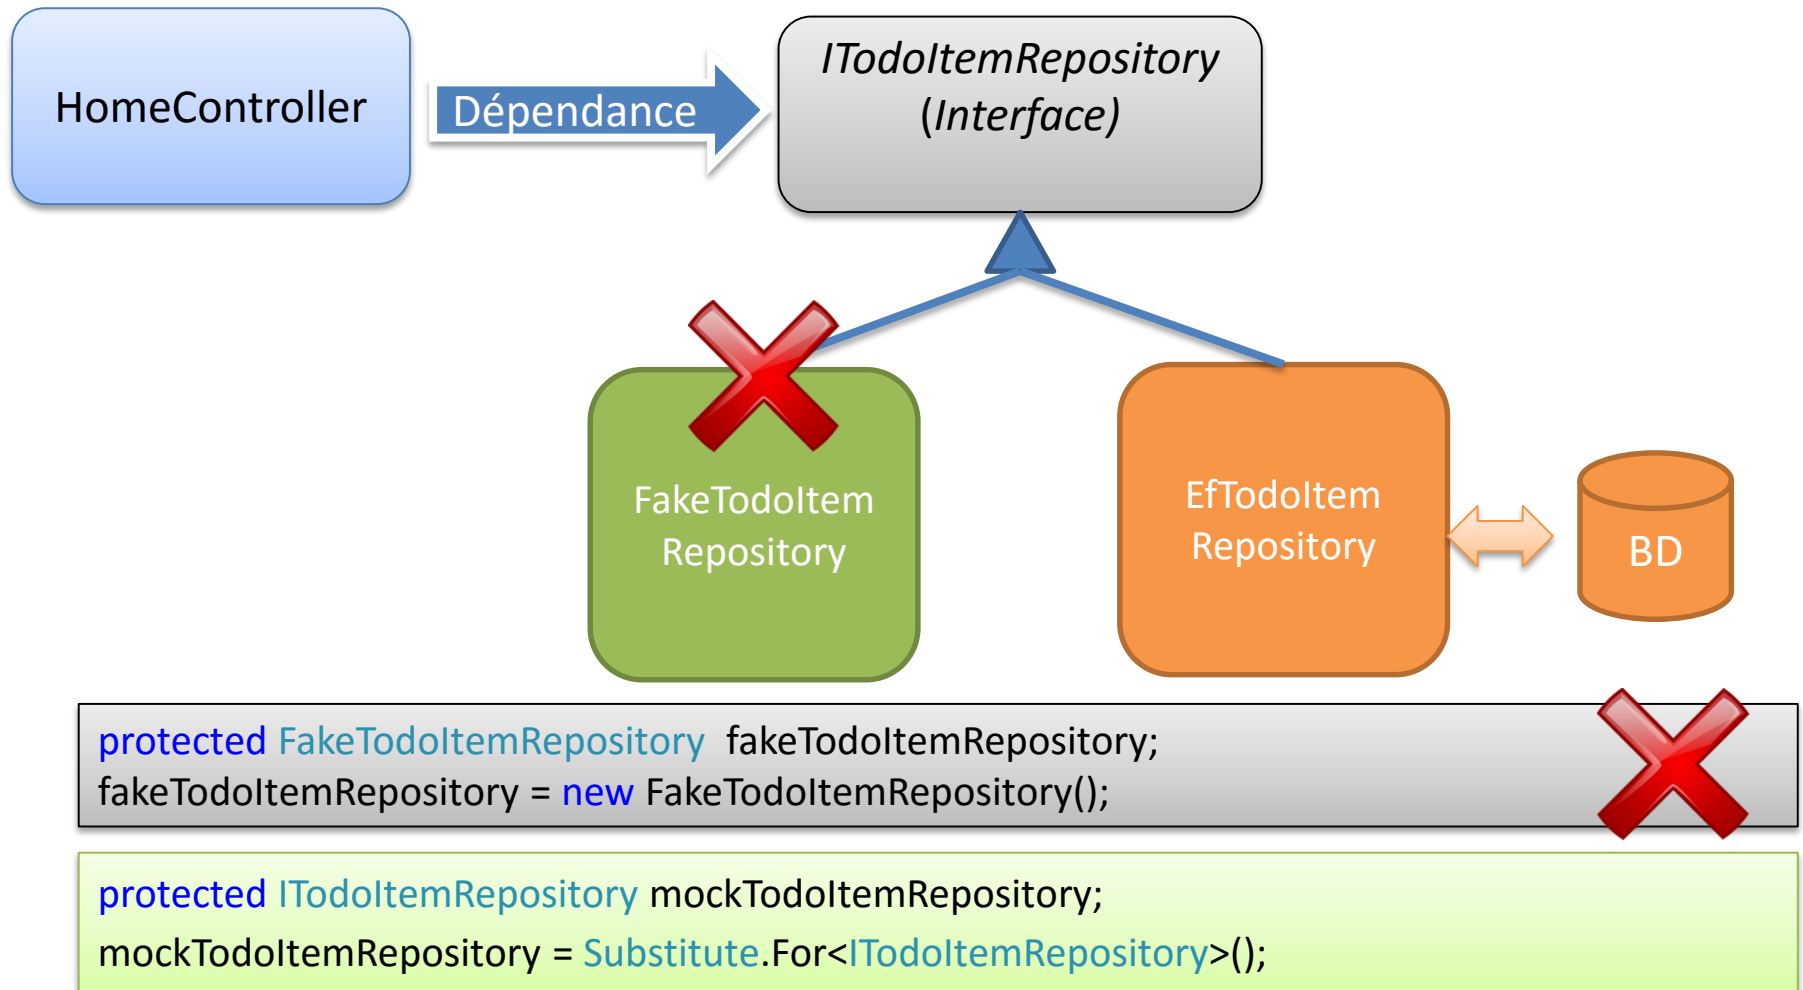 HomeController
Dépendance
ITodoItemRepository
(Interface)
FakeTodoItem
Repository
EfTodoItem
Repository
BD
protected FakeTodoItemRepository fakeTodoItemRepository;
fakeTodoItemRepository = new FakeTodoItemRepository();
protected ITodoItemRepository mockTodoItemRepository;
mockTodoItemRepository = Substitute.For<ITodoItemRepository>();